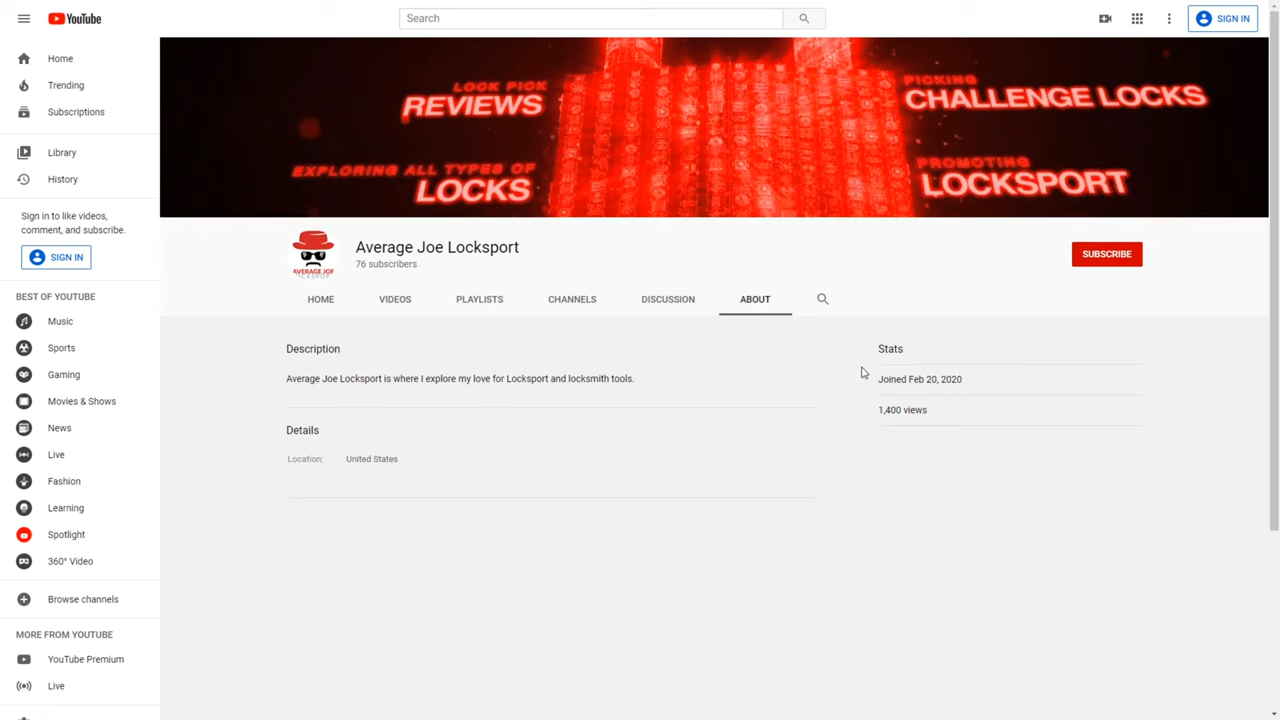 YouTube
Search
SIGN IN
Home
Trending
Subscriptions
Library
History
Sign in to like videos,
comment, and subscribe.
SIGN IN
BEST OF YOUTUBE
Music
Sports
Gaming
Movies & Shows
News
Live
Fashion
Learning
Spotlight
360° Video
Browse channels
MORE FROM YOUTUBE
YouTube Premium
Live
LOCK PICK
REVIEWS
EXPLORING ALL TYPES OF
LOCKS
PICKING
CHALLENGE LOCKS
PROMOTING
LOCKSPORT
AVERAGE JOE
LOCKSPORT
Average Joe Locksport
76 subscribers
SUBSCRIBE
HOME
VIDEOS
PLAYLISTS
CHANNELS
DISCUSSION
ABOUT
Description
Average Joe Locksport is where I explore my love for Locksport and locksmith tools.
Details
Location: United States
Stats
Joined Feb 20, 2020
1,400 views